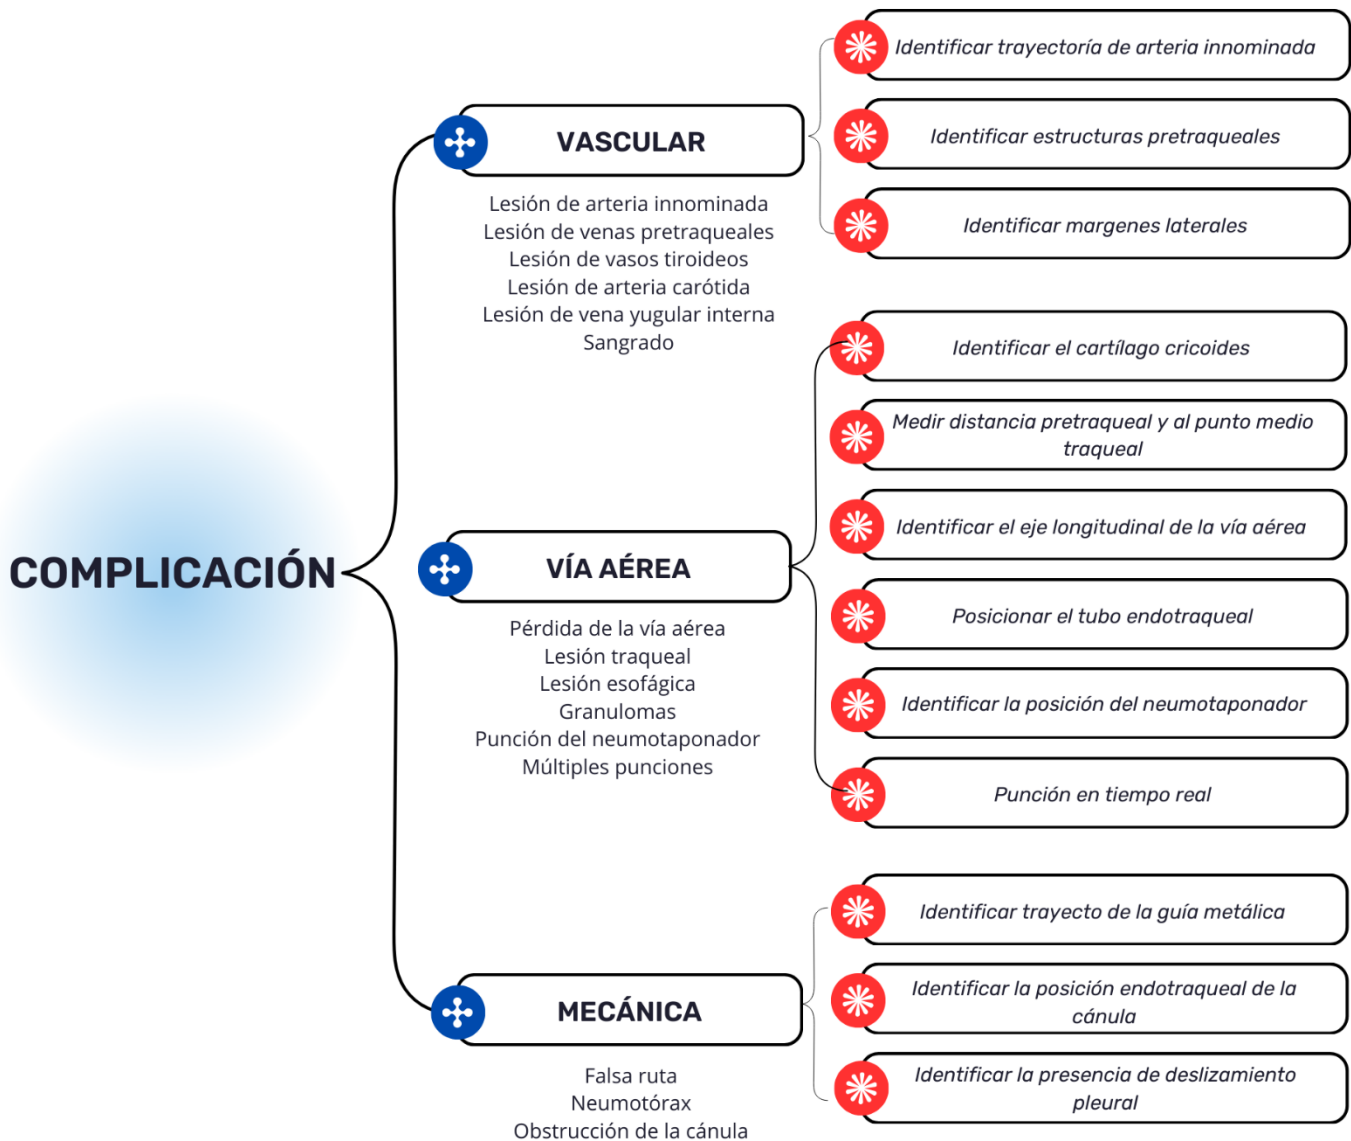 COMPLICACIÓN
VASCULAR
Lesión de arteria innominada
Lesión de venas pretraqueales
Lesión de vasos tiroideos
Lesión de arteria carótida
Lesión de vena yugular interna
Sangrado
Identificar trayectoría de arteria innominada
Identificar estructuras pretraqueales
Identificar margenes laterales
VÍA AÉREA
Pérdida de la vía aérea
Lesión traqueal
Lesión esofágica
Granulomas
Punción del neumotaponador
Múltiples punciones
Identificar el cartílago cricoides
Medir distancia pretraqueal y al punto medio
traqueal
Identificar el eje longitudinal de la vía aérea
Posicionar el tubo endotraqueal
Identificar la posición del neumotaponador
Punción en tiempo real
MECÁNICA
Falsa ruta
Neumotórax
Obstrucción de la cánula
Identificar trayecto de la guía metálica
Identificar la posición endotraqueal de la
cánula
Identificar la presencia de deslizamiento
pleural